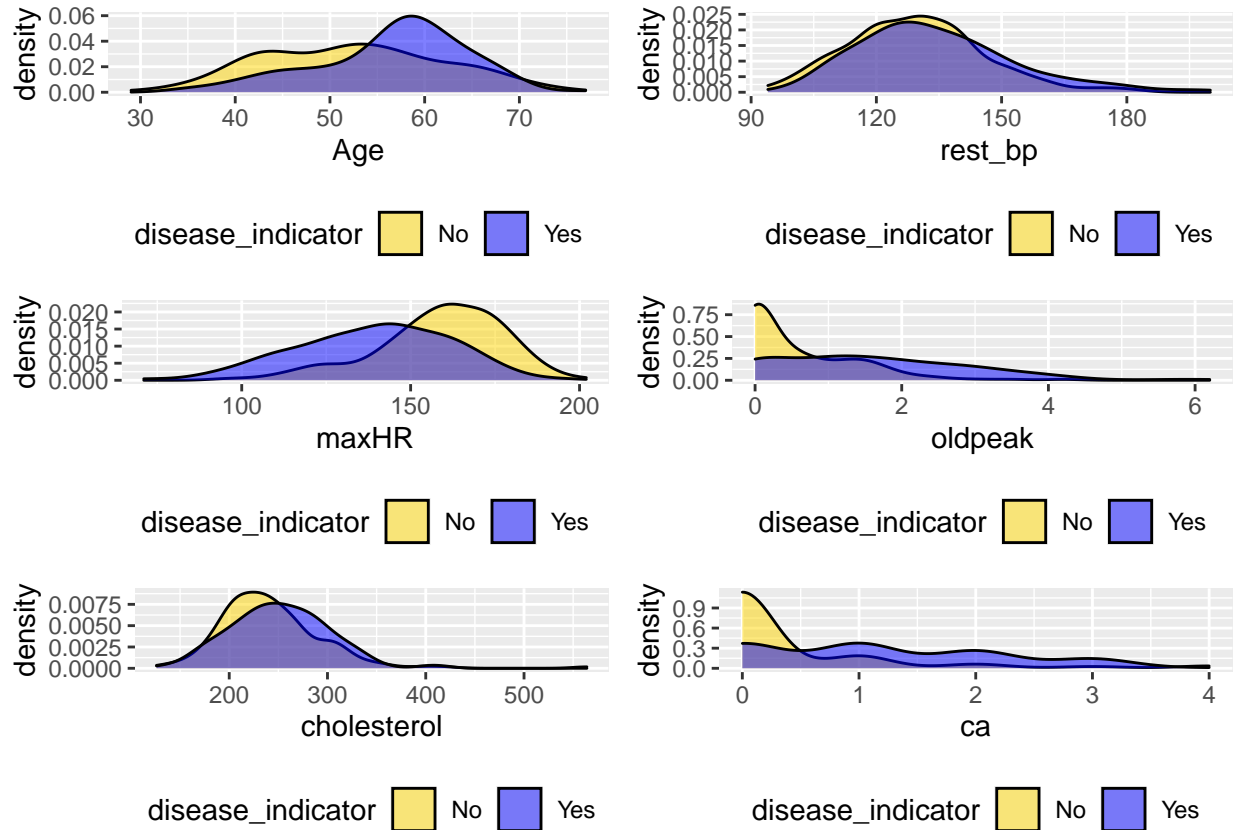 density
0.06
0.04
0.02
0.00
30 40 50 60 70
Age
disease_indicator No Yes
density
0.025
0.020
0.015
0.010
0.005
0.000
90 120 150 180
rest_bp
disease_indicator No Yes
density
0.020
0.015
0.010
0.005
0.000
100 150 200
maxHR
disease_indicator No Yes
density
0.75
0.50
0.25
0.00
0 2 4 6
oldpeak
disease_indicator No Yes
density
0.0075
0.0050
0.0025
0.0000
200 300 400 500
cholesterol
disease_indicator No Yes
density
0.9
0.6
0.3
0.0
0 1 2 3 4
ca
disease_indicator No Yes